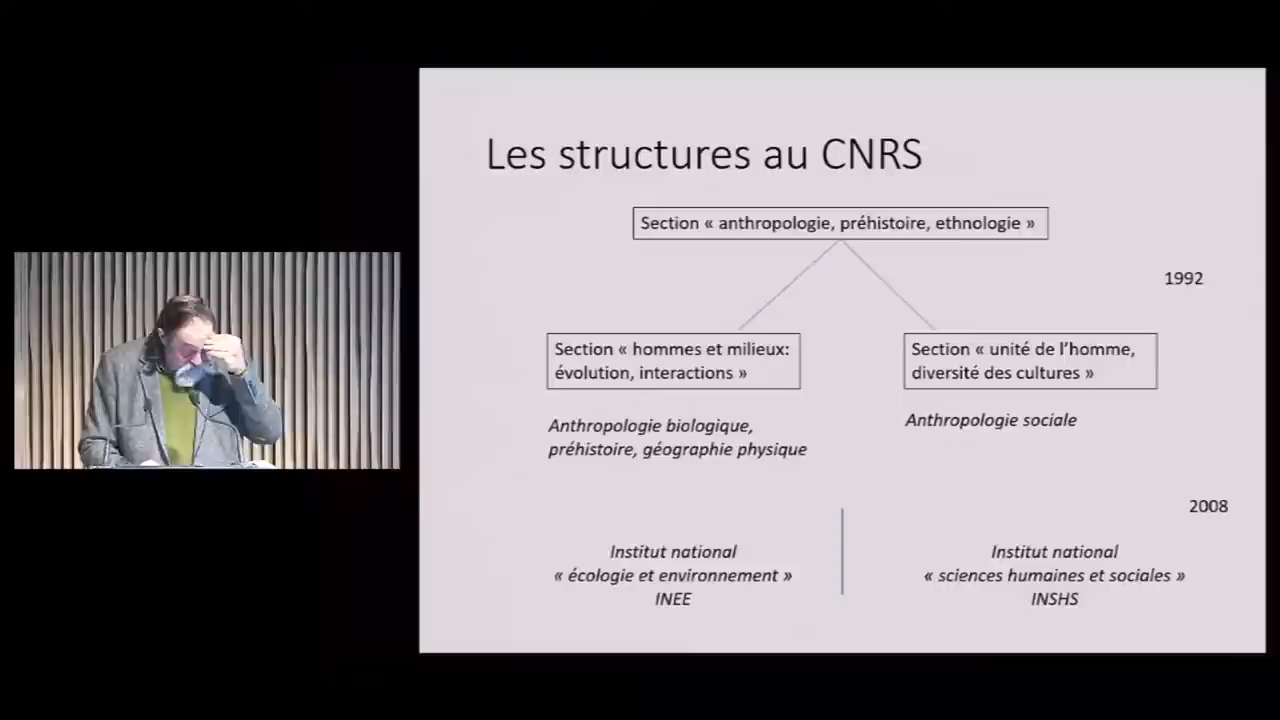 Les structures au CNRS
Section « anthropologie, préhistoire, ethnologie »
1992
Section « hommes et milieux:
évolution, interactions »
Section « unité de l'homme,
diversité des cultures »
Anthropologie biologique,
préhistoire, géographie physique
Anthropologie sociale
2008
Institut national
« écologie et environnement »
INEE
Institut national
« sciences humaines et sociales »
INSHS